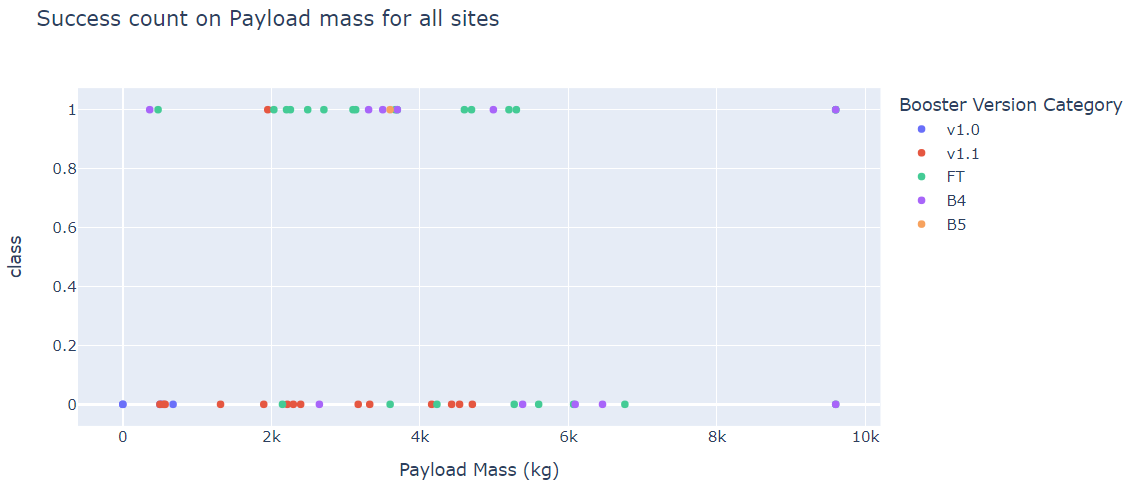 Success count on Payload mass for all sites
Booster Version Category
v1.0
v1.1
FT
B4
B5
class
1
0.8
0.6
0.4
0.2
0
0 2k 4k 6k 8k 10k
Payload Mass (kg)